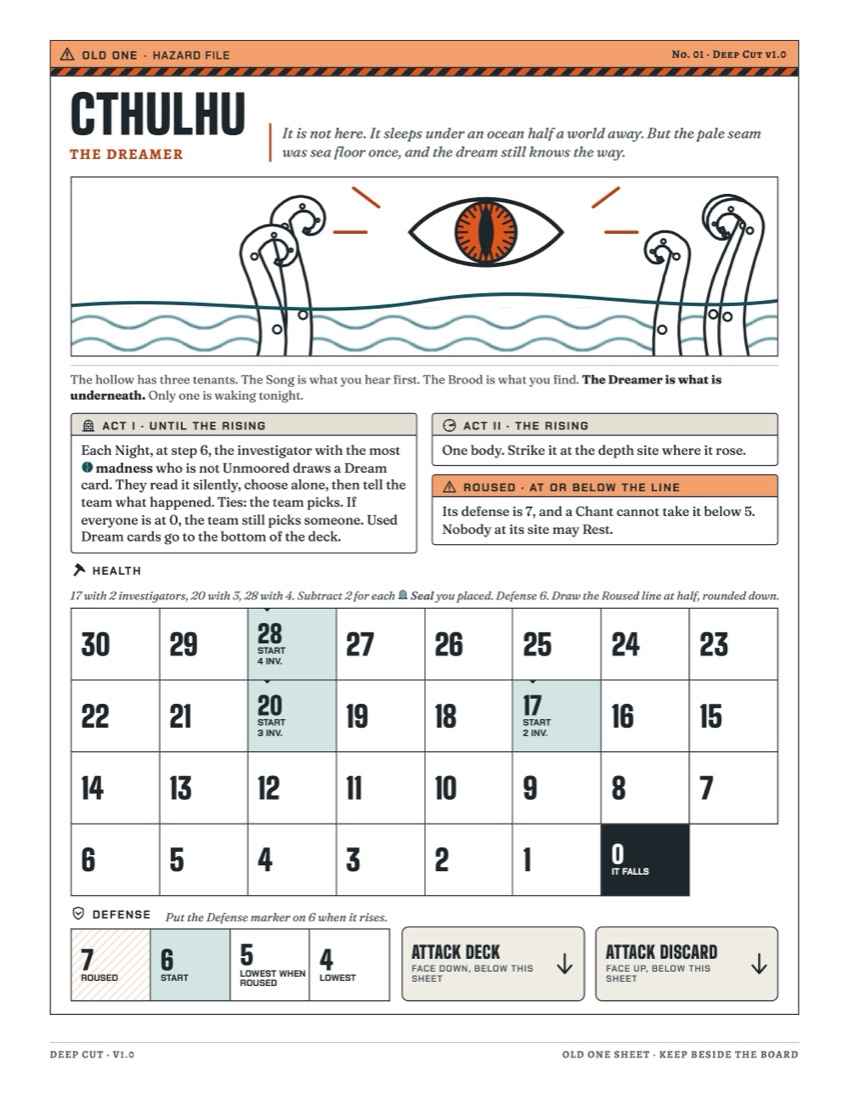 OLD ONE · HAZARD FILE
No. 01 · Deep Cut v1.0
CTHULHU
THE DREAMER
It is not here. It sleeps under an ocean half a world away. But the pale seam
was sea floor once, and the dream still knows the way.
The hollow has three tenants. The Song is what you hear first. The Brood is what you find. The Dreamer is what is
underneath. Only one is waking tonight.
ACT I · UNTIL THE RISING
Each Night, at step 6, the investigator with the most
madness who is not Unmoored draws a Dream
card. They read it silently, choose alone, then tell the
team what happened. Ties: the team picks. If
everyone is at 0, the team still picks someone. Used
Dream cards go to the bottom of the deck.
ACT II · THE RISING
One body. Strike it at the depth site where it rose.
ROUSED · AT OR BELOW THE LINE
Its defense is 7, and a Chant cannot take it below 5.
Nobody at its site may Rest.
HEALTH
17 with 2 investigators, 20 with 3, 28 with 4. Subtract 2 for each Seal you placed. Defense 6. Draw the Roused line at half, rounded down.
30 29 28 27 26 25 24 23
START
4 INV.
22 21 20 19 18 17 16 15
START START
3 INV. 2 INV.
14 13 12 11 10 9 8 7
6 5 4 3 2 1 0
IT FALLS
DEFENSE Put the Defense marker on 6 when it rises.
7
ROUSED
6
START
5
LOWEST WHEN
ROUSED
4
LOWEST
ATTACK DECK
FACE DOWN, BELOW THIS
SHEET
ATTACK DISCARD
FACE UP, BELOW THIS
SHEET
DEEP CUT · V1.0
OLD ONE SHEET · KEEP BESIDE THE BOARD